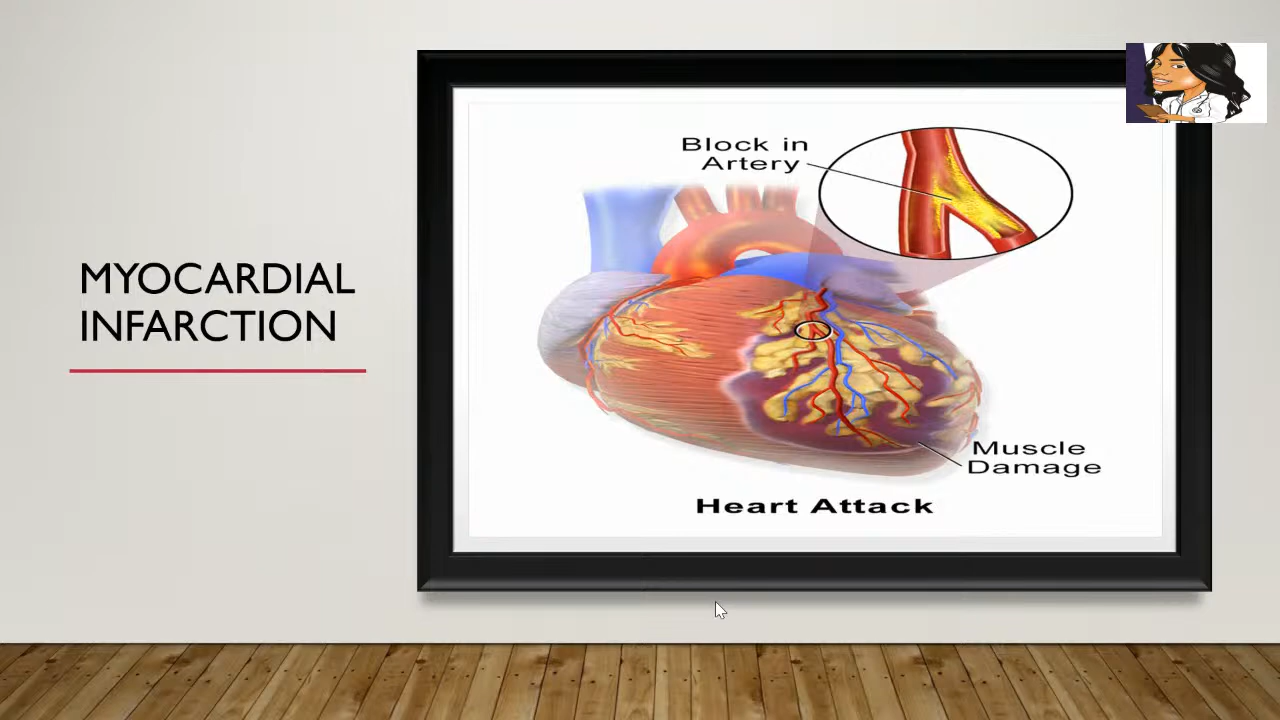 MYOCARDIAL
INFARCTION
Block in
Artery
Muscle
Damage
Heart Attack